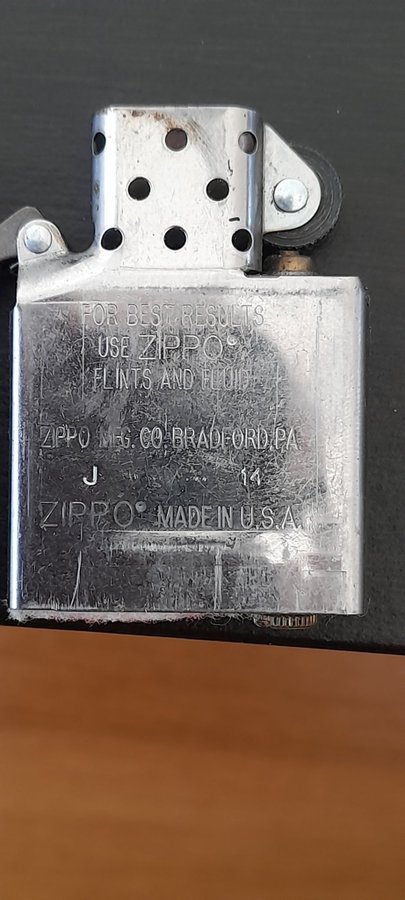 FOR BEST RESULTS
USE ZIPPO®
FLINTS AND FLUID
ZIPPO MFG. CO. BRADFORD, PA.
J 14
ZIPPO® MADE IN U.S.A.